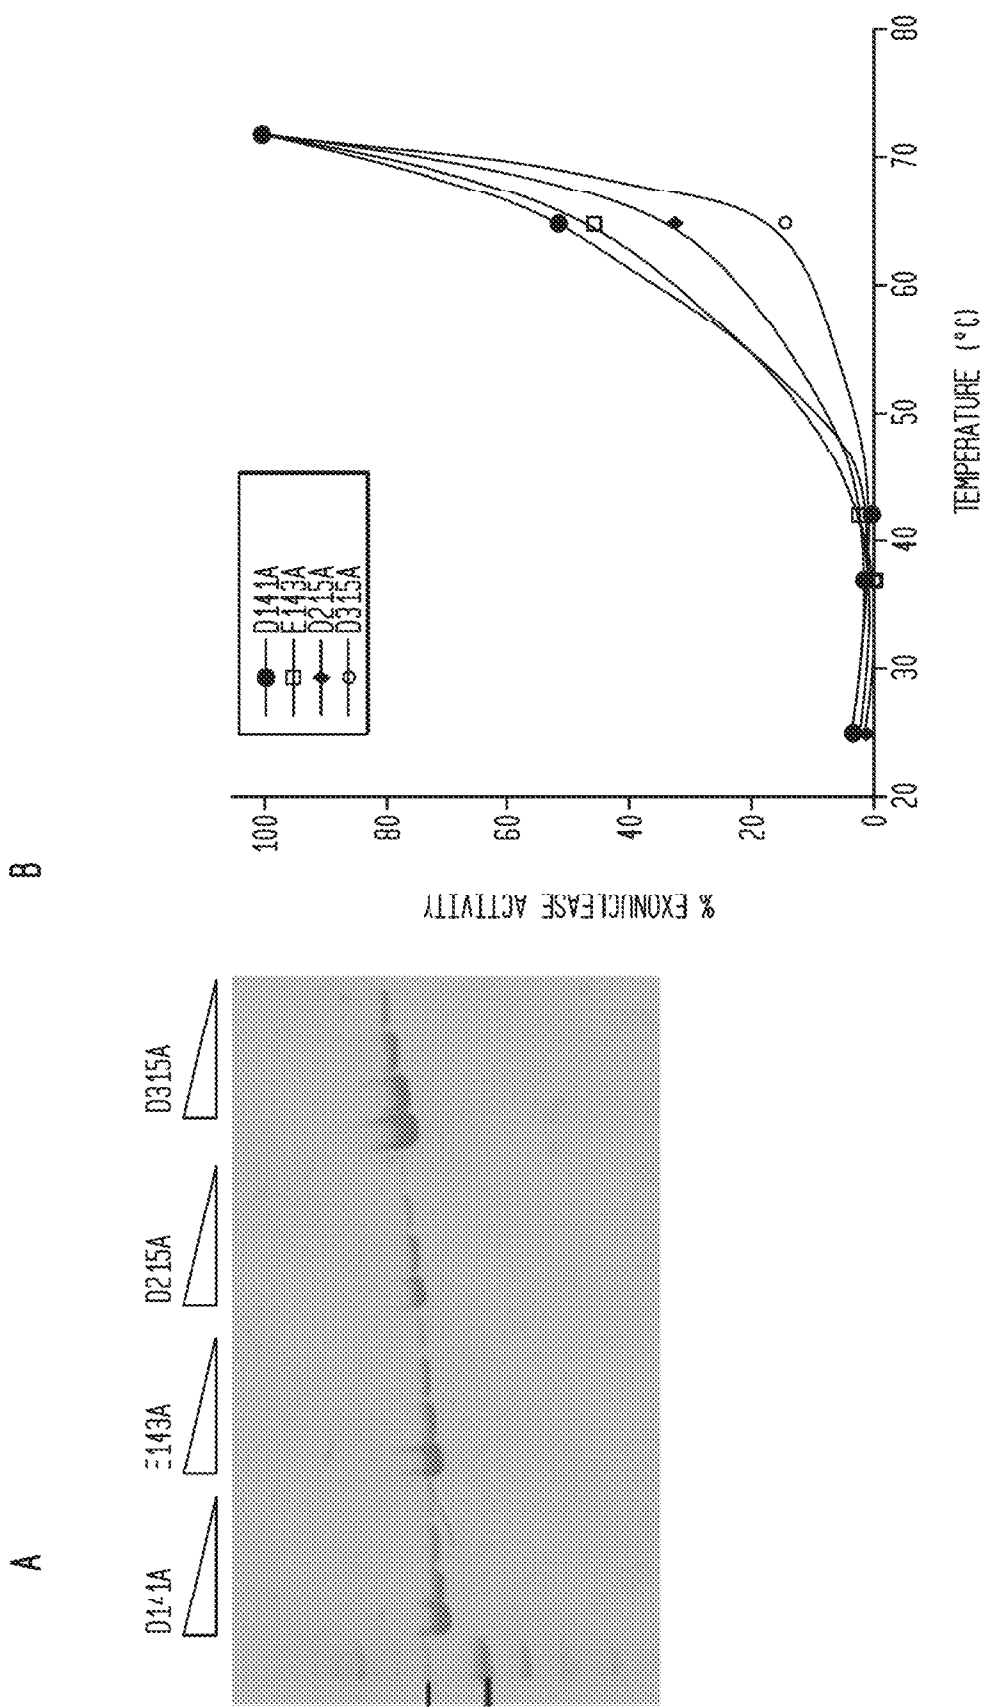 A
D141A
E143A
D215A
D315A
B
% EXONUCLEASE ACTIVITY
100
80
60
40
20
0
D141A
E143A
D215A
D315A
20
30
40
50
60
70
80
TEMPERATURE (°C)